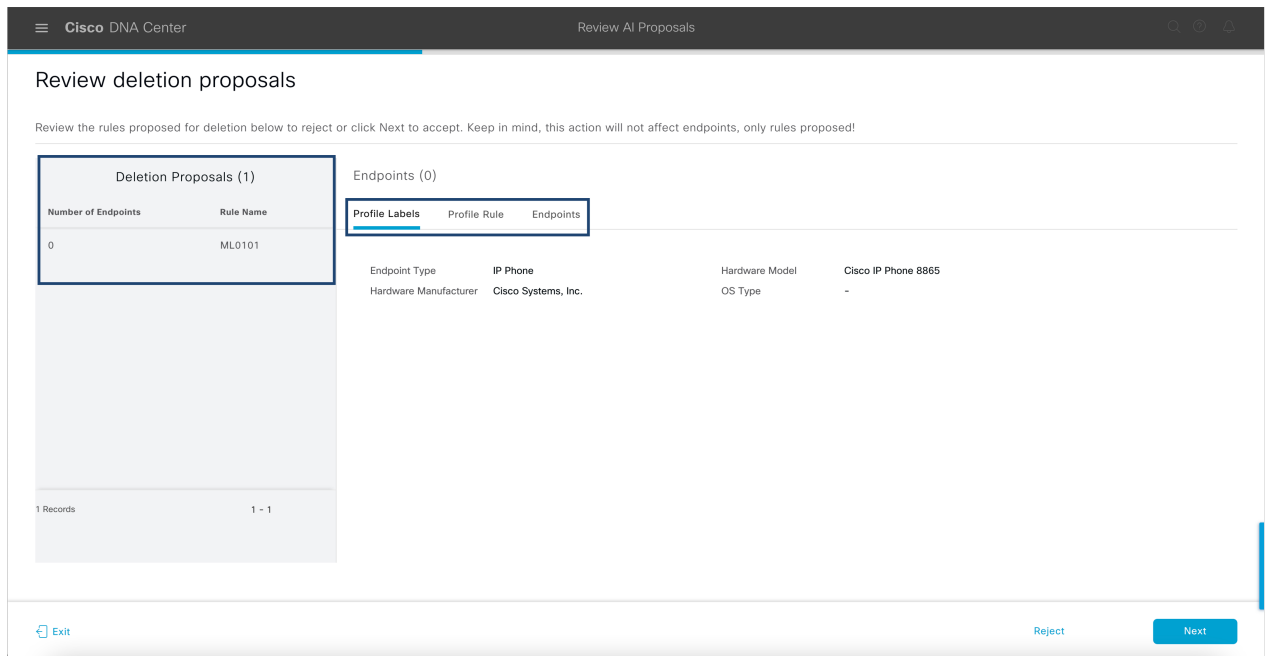 Cisco DNA Center
Review AI Proposals
Review deletion proposals
Review the rules proposed for deletion below to reject or click Next to accept. Keep in mind, this action will not affect endpoints, only rules proposed!
Deletion Proposals (1)
Number of Endpoints Rule Name
0 ML0101
1 Records 1 - 1
Endpoints (0)
Profile Labels Profile Rule Endpoints
Endpoint Type IP Phone Hardware Model Cisco IP Phone 8865
Hardware Manufacturer Cisco Systems, Inc. OS Type -
Exit Reject Next